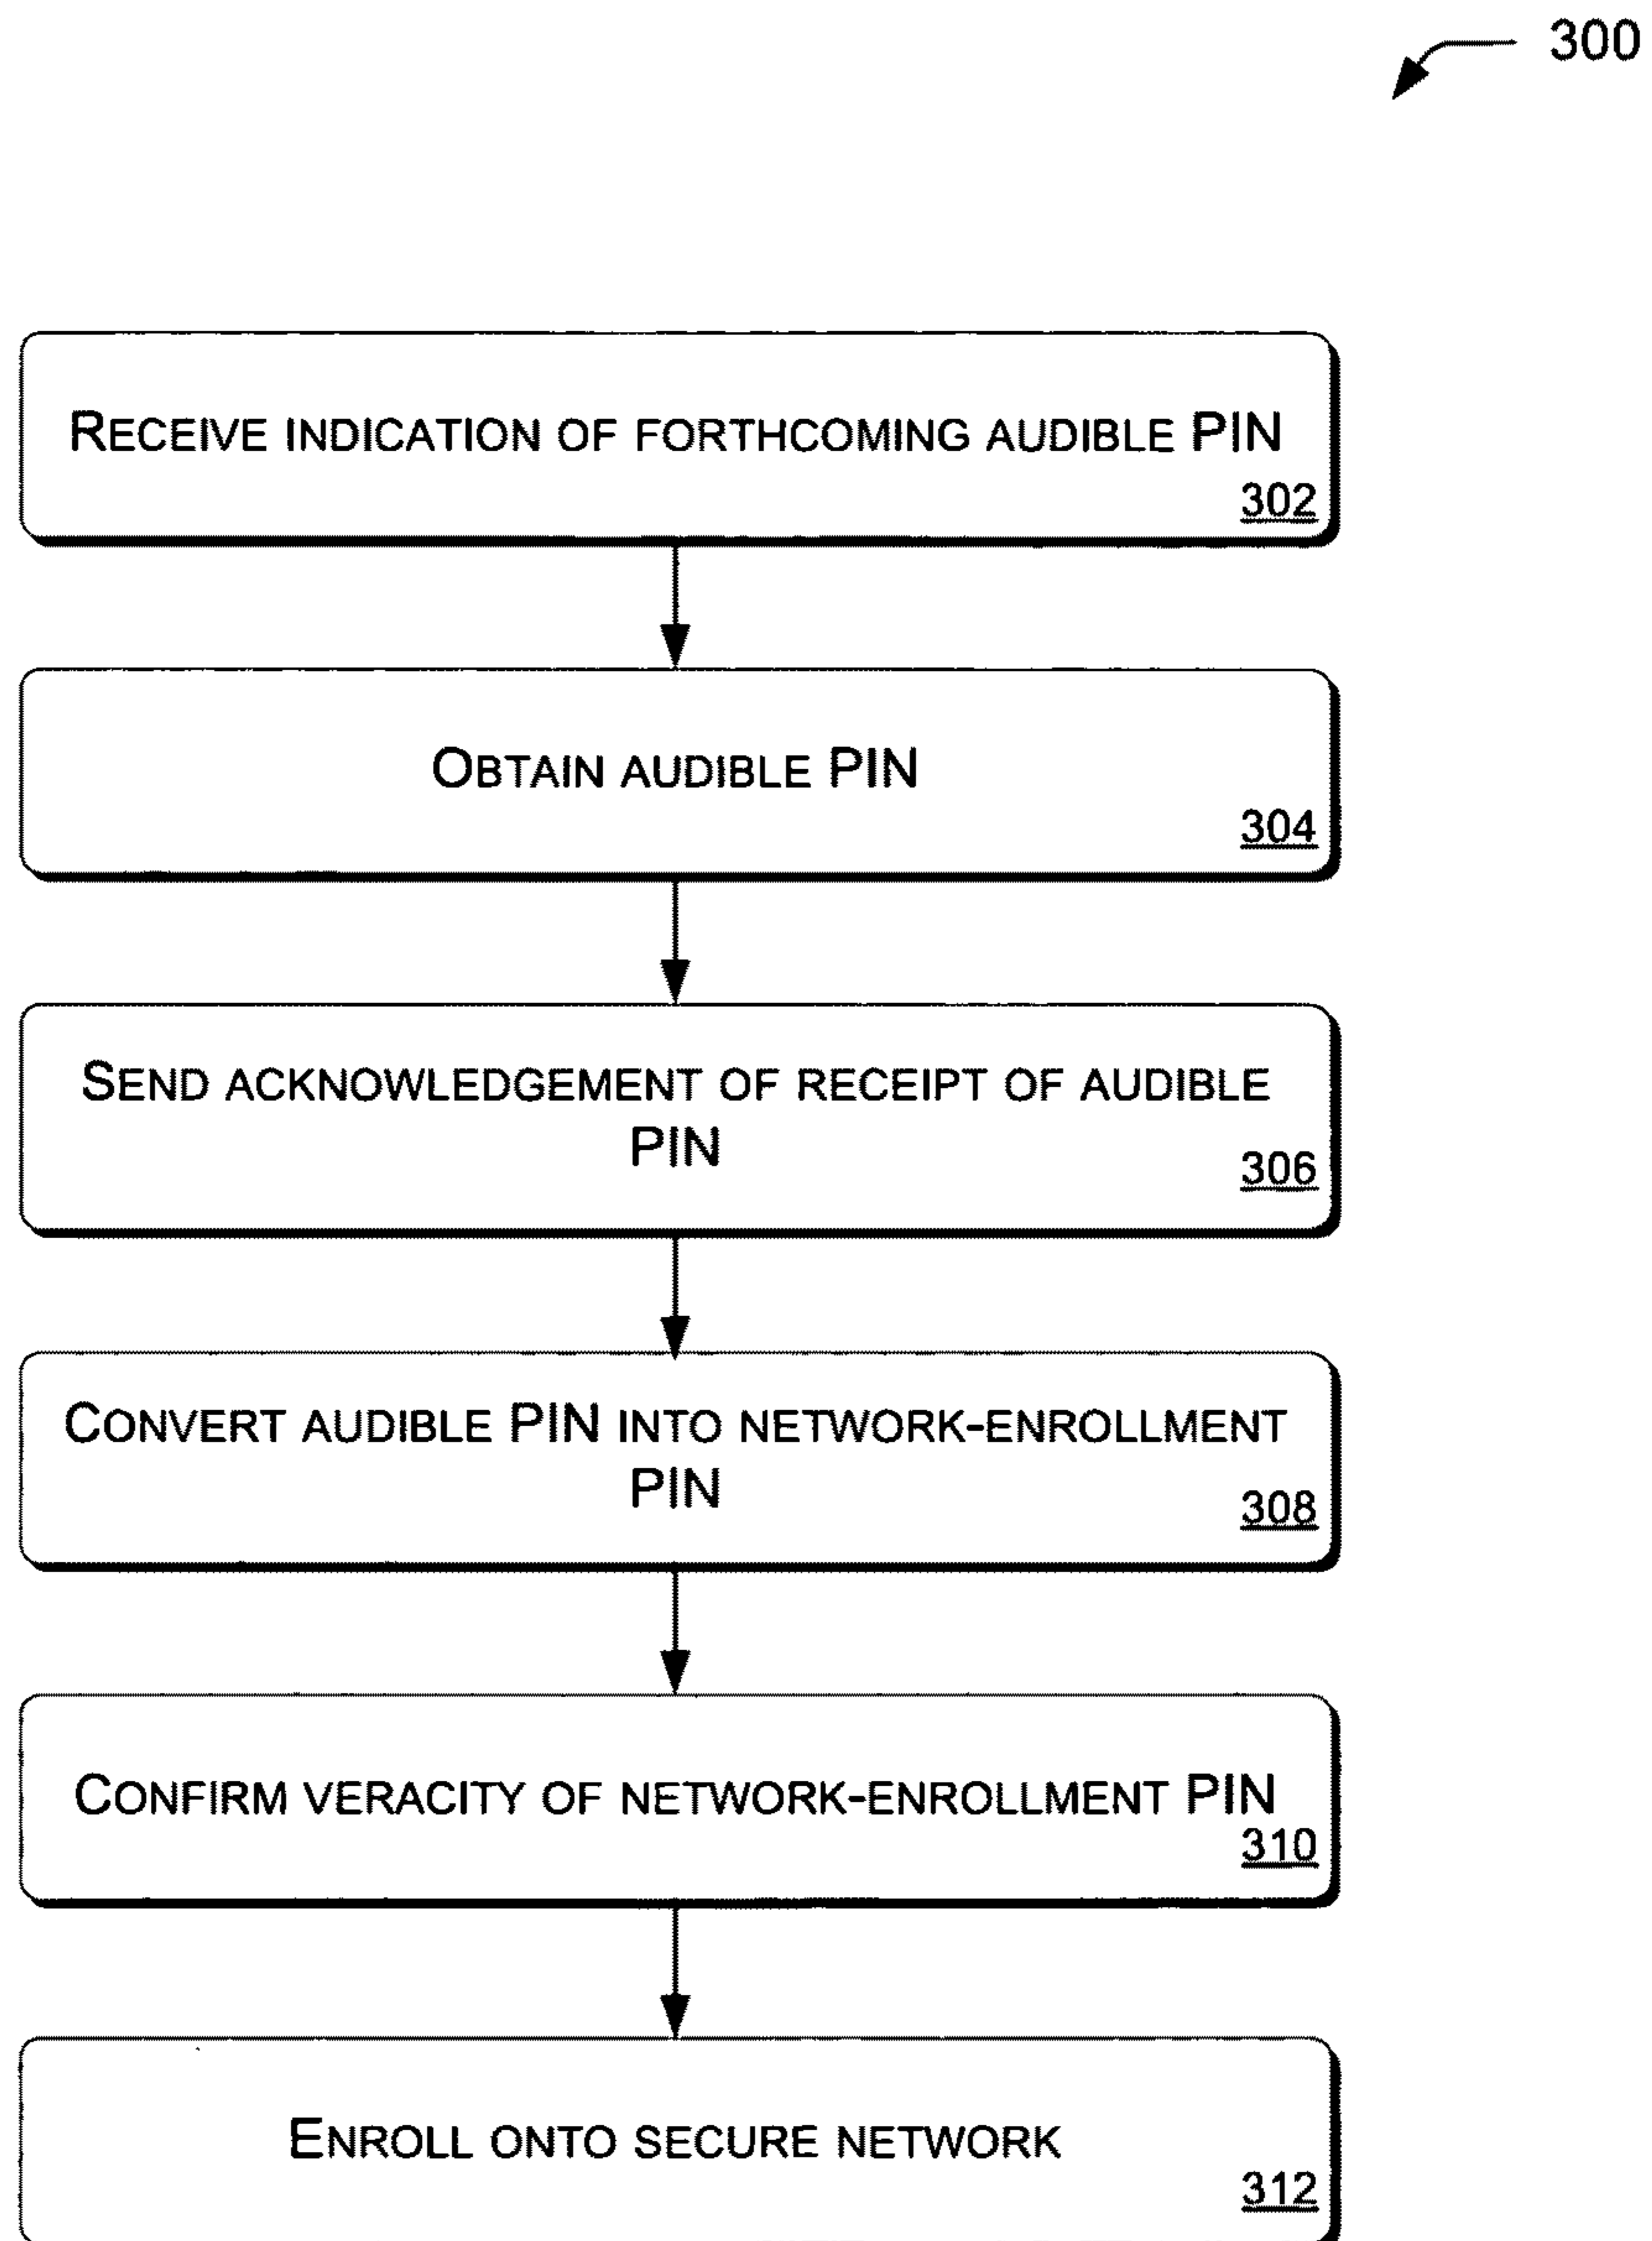 300
RECEIVE INDICATION OF FORTHCOMING AUDIBLE PIN
302
OBTAIN AUDIBLE PIN
304
SEND ACKNOWLEDGEMENT OF RECEIPT OF AUDIBLE
PIN
306
CONVERT AUDIBLE PIN INTO NETWORK-ENROLLMENT
PIN
308
CONFIRM VERACITY OF NETWORK-ENROLLMENT PIN
310
ENROLL ONTO SECURE NETWORK
312